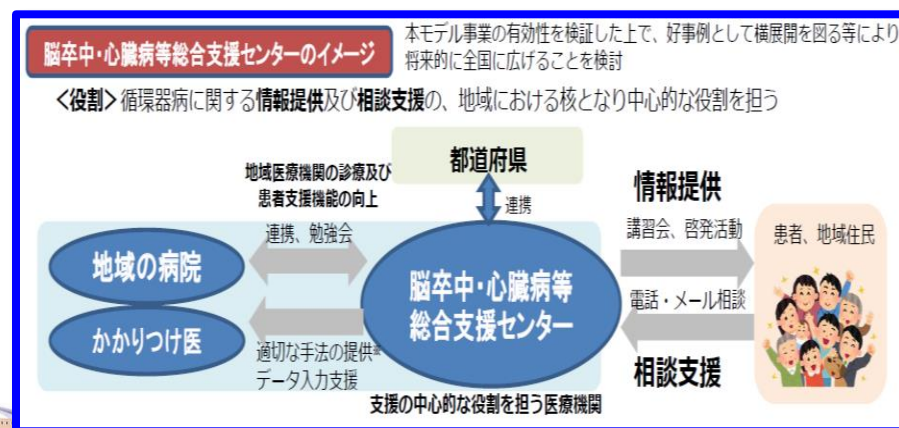 脳卒中・心臓病等総合支援センターのイメージ
本モデル事業の有効性を検証した上で、好事例として横展開を図る等により
将来的に全国に広げることを検討
＜役割＞循環器病に関する情報提供及び相談支援の、地域における核となり中心的な役割を担う
地域医療機関の診療及び
患者支援機能の向上
都道府県
連携
情報提供
講習会、啓発活動
患者、地域住民
連携、勉強会
地域の病院
かかりつけ医
適切な手法の提供※
データ入力支援
脳卒中・心臓病等
総合支援センター
電話・メール相談
相談支援
支援の中心的な役割を担う医療機関